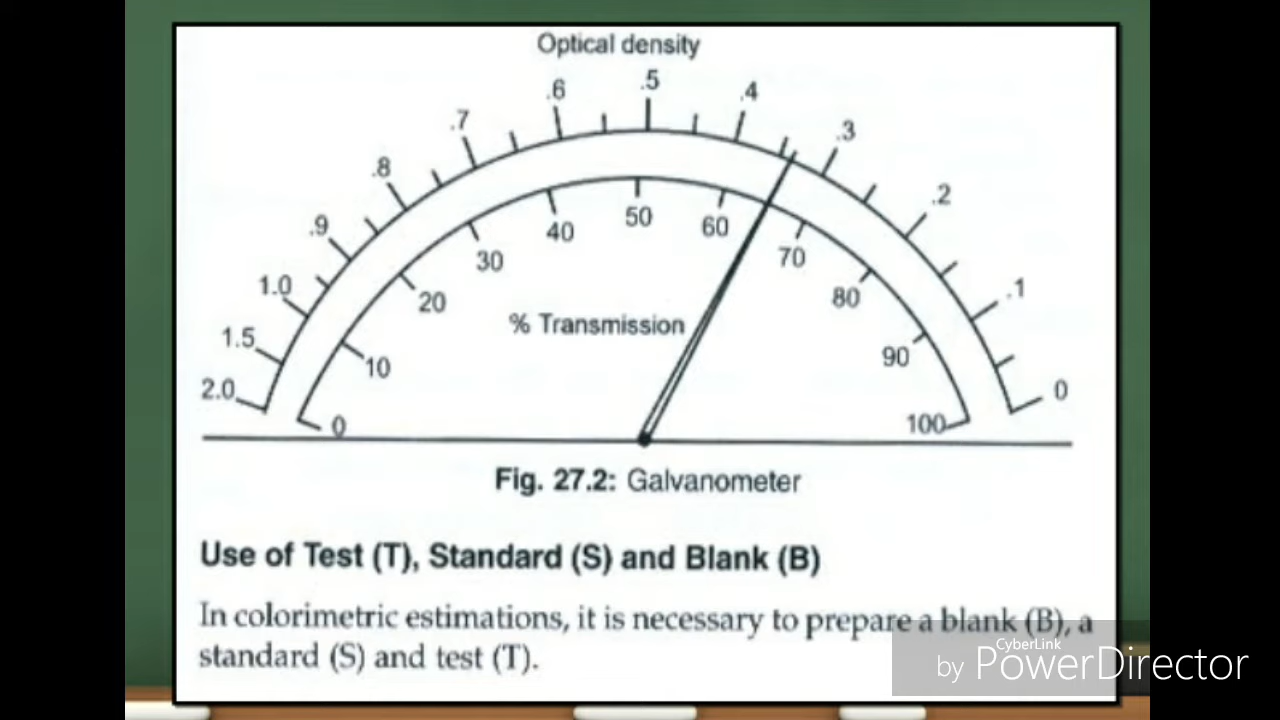 Optical density
2.0 1.5 1.0 .9 .8 .7 .6 .5 .4 .3 .2 .1 0
0 10 20 30 40 50 60 70 80 90 100
% Transmission
Fig. 27.2: Galvanometer
Use of Test (T), Standard (S) and Blank (B)
In colorimetric estimations, it is necessary to prepare a blank (B), a
standard (S) and test (T).
CyberLink
by PowerDirector